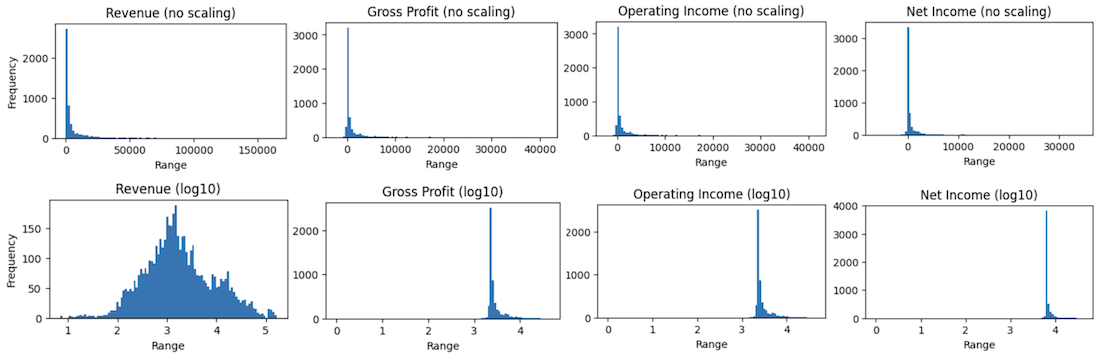 Revenue (no scaling)
Gross Profit (no scaling)
Operating Income (no scaling)
Net Income (no scaling)
Frequency
2000
1000
0
0 50000 100000 150000
Range
3000
2000
1000
0
0 10000 20000 30000 40000
Range
3000
2000
1000
0
0 10000 20000 30000 40000
Range
3000
2000
1000
0
0 10000 20000 30000
Range
Revenue (log10)
Gross Profit (log10)
Operating Income (log10)
Net Income (log10)
Frequency
150
100
50
0
1 2 3 4 5
Range
2000
1000
0
0 1 2 3 4
Range
2000
1000
0
0 1 2 3 4
Range
4000
3000
2000
1000
0
0 1 2 3 4
Range